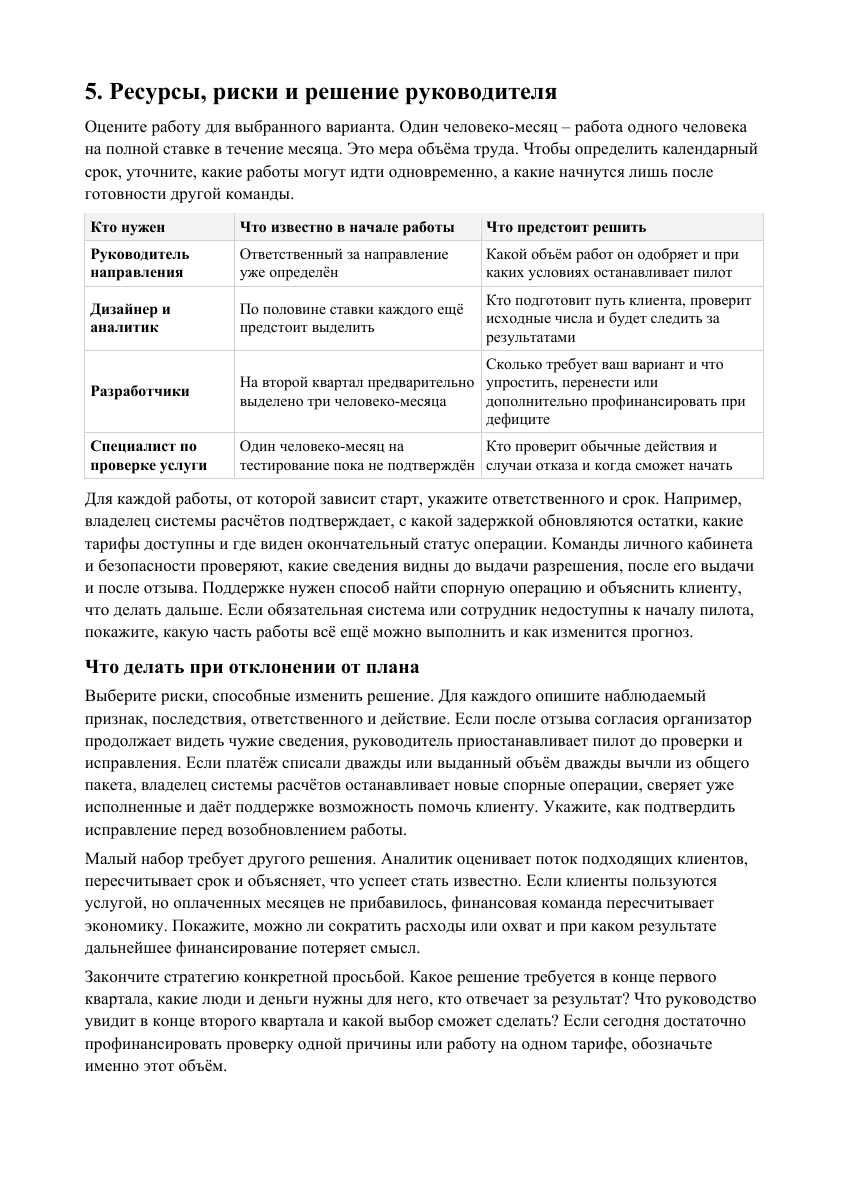 5. Ресурсы, риски и решение руководителя
Оцените работу для выбранного варианта. Один человеко-месяц – работа одного человека
на полной ставке в течение месяца. Это мера объёма труда. Чтобы определить календарный
срок, уточните, какие работы могут идти одновременно, а какие начнутся лишь после
готовности другой команды.
Кто нужен
Что известно в начале работы
Что предстоит решить
Руководитель
направления
Ответственный за направление
уже определён
Какой объём работ он одобряет и при
каких условиях останавливает пилот
Дизайнер и
аналитик
По половине ставки каждого ещё
предстоит выделить
Кто подготовит путь клиента, проверит
исходные числа и будет следить за
результатами
Разработчики
На второй квартал предварительно
выделено три человеко-месяца
Сколько требует ваш вариант и что
упростить, перенести или
дополнительно профинансировать при
дефиците
Специалист по
проверке услуги
Один человеко-месяц на
тестирование пока не подтверждён
Кто проверит обычные действия и
случаи отказа и когда сможет начать
Для каждой работы, от которой зависит старт, укажите ответственного и срок. Например,
владелец системы расчётов подтверждает, с какой задержкой обновляются остатки, какие
тарифы доступны и где виден окончательный статус операции. Команды личного кабинета
и безопасности проверяют, какие сведения видны до выдачи разрешения, после его выдачи
и после отзыва. Поддержке нужен способ найти спорную операцию и объяснить клиенту,
что делать дальше. Если обязательная система или сотрудник недоступны к началу пилота,
покажите, какую часть работы всё ещё можно выполнить и как изменится прогноз.
Что делать при отклонении от плана
Выберите риски, способные изменить решение. Для каждого опишите наблюдаемый
признак, последствия, ответственного и действие. Если после отзыва согласия организатор
продолжает видеть чужие сведения, руководитель приостанавливает пилот до проверки и
исправления. Если платёж списали дважды или выданный объём дважды вычли из общего
пакета, владелец системы расчётов останавливает новые спорные операции, сверяет уже
исполненные и даёт поддержке возможность помочь клиенту. Укажите, как подтвердить
исправление перед возобновлением работы.
Малый набор требует другого решения. Аналитик оценивает поток подходящих клиентов,
пересчитывает срок и объясняет, что успеет стать известно. Если клиенты пользуются
услугой, но оплаченных месяцев не прибавилось, финансовая команда пересчитывает
экономику. Покажите, можно ли сократить расходы или охват и при каком результате
дальнейшее финансирование потеряет смысл.
Закончите стратегию конкретной просьбой. Какое решение требуется в конце первого
квартала, какие люди и деньги нужны для него, кто отвечает за результат? Что руководство
увидит в конце второго квартала и какой выбор сможет сделать? Если сегодня достаточно
профинансировать проверку одной причины или работу на одном тарифе, обозначьте
именно этот объём.